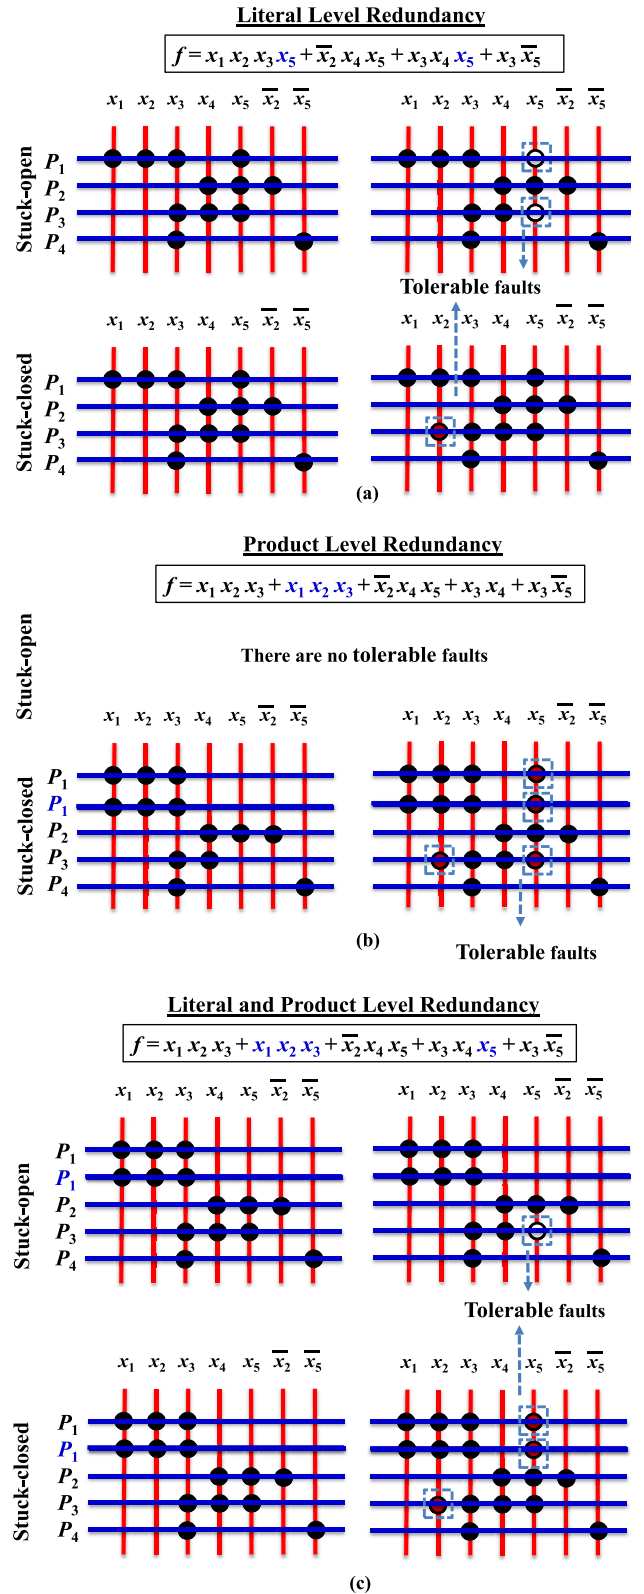 Literal Level Redundancy
f = x1 x2 x3 x5 + x̅2 x4 x5 + x3 x4 x5 + x3 x̅5
x1 x2 x3 x4 x5 x̅2 x̅5 x1 x2 x3 x4 x5 x̅2 x̅5
Stuck-open
P1
P2
P3
P4
Tolerable faults
x1 x2 x3 x4 x5 x̅2 x̅5 x1 x2 x3 x4 x5 x̅2 x̅5
Stuck-closed
P1
P2
P3
P4
(a)
Product Level Redundancy
f = x1 x2 x3 + x1 x2 x3 + x̅2 x4 x5 + x3 x4 + x3 x̅5
Stuck-open
There are no tolerable faults
x1 x2 x3 x4 x5 x̅2 x̅5 x1 x2 x3 x4 x5 x̅2 x̅5
Stuck-closed
P1
P1
P2
P3
P4
(b)
Tolerable faults
Literal and Product Level Redundancy
f = x1 x2 x3 + x1 x2 x3 + x̅2 x4 x5 + x3 x4 x5 + x3 x̅5
x1 x2 x3 x4 x5 x̅2 x̅5 x1 x2 x3 x4 x5 x̅2 x̅5
Stuck-open
P1
P1
P2
P3
P4
Tolerable faults
x1 x2 x3 x4 x5 x̅2 x̅5 x1 x2 x3 x4 x5 x̅2 x̅5
Stuck-closed
P1
P1
P2
P3
P4
(c)